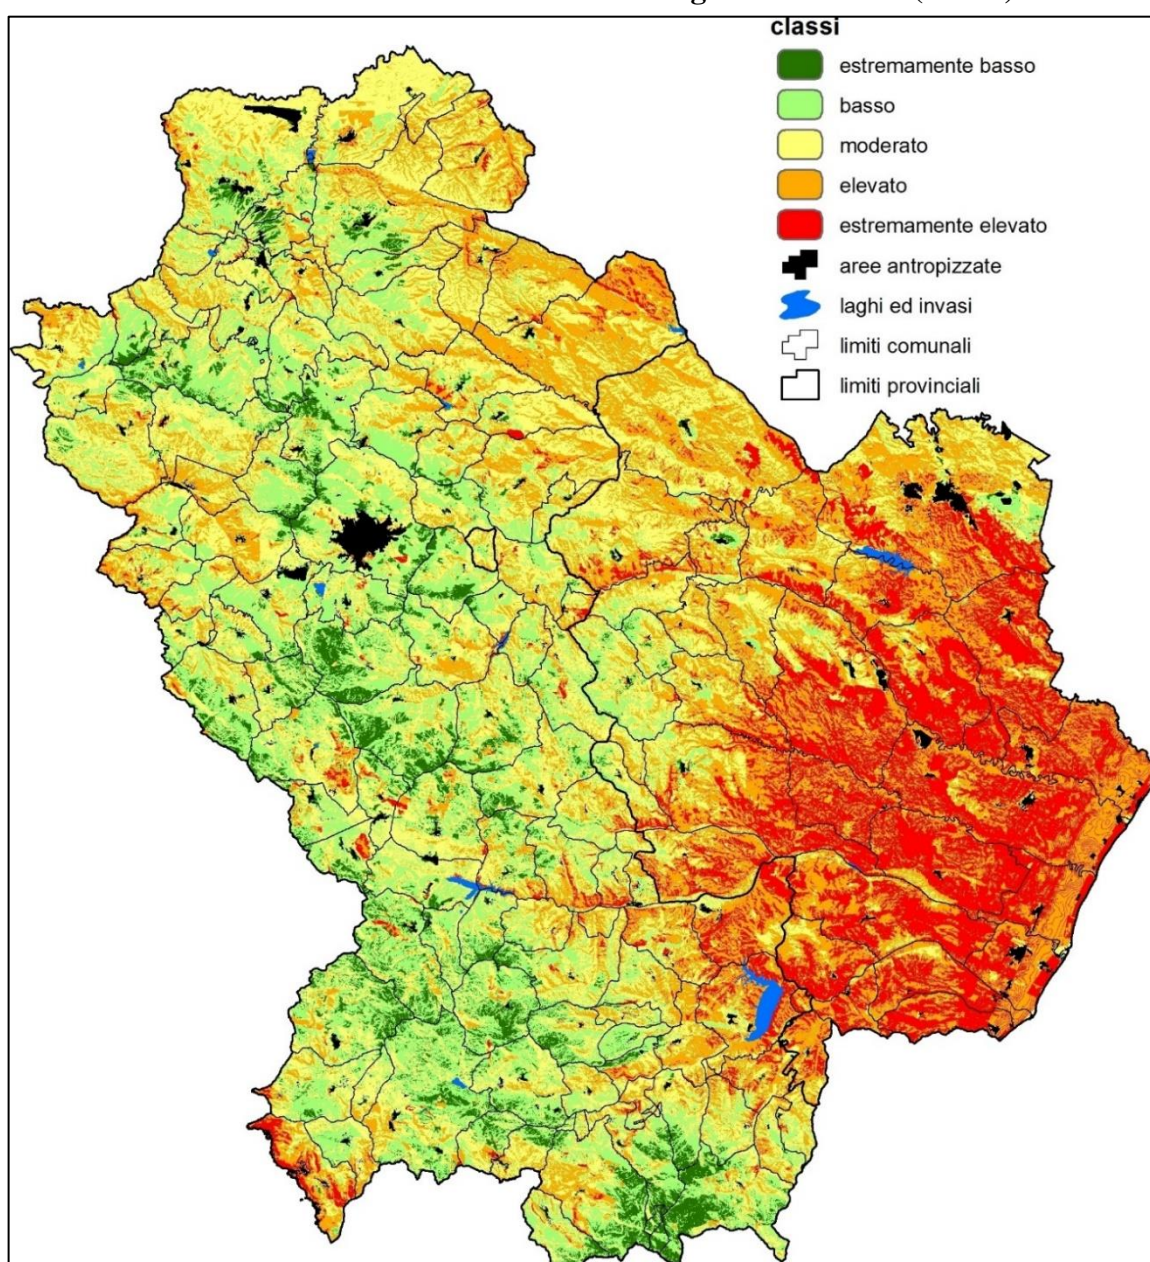 classi
estremamente basso
basso
moderato
elevato
estremamente elevato
aree antropizzate
laghi ed invasi
limiti comunali
limiti provinciali